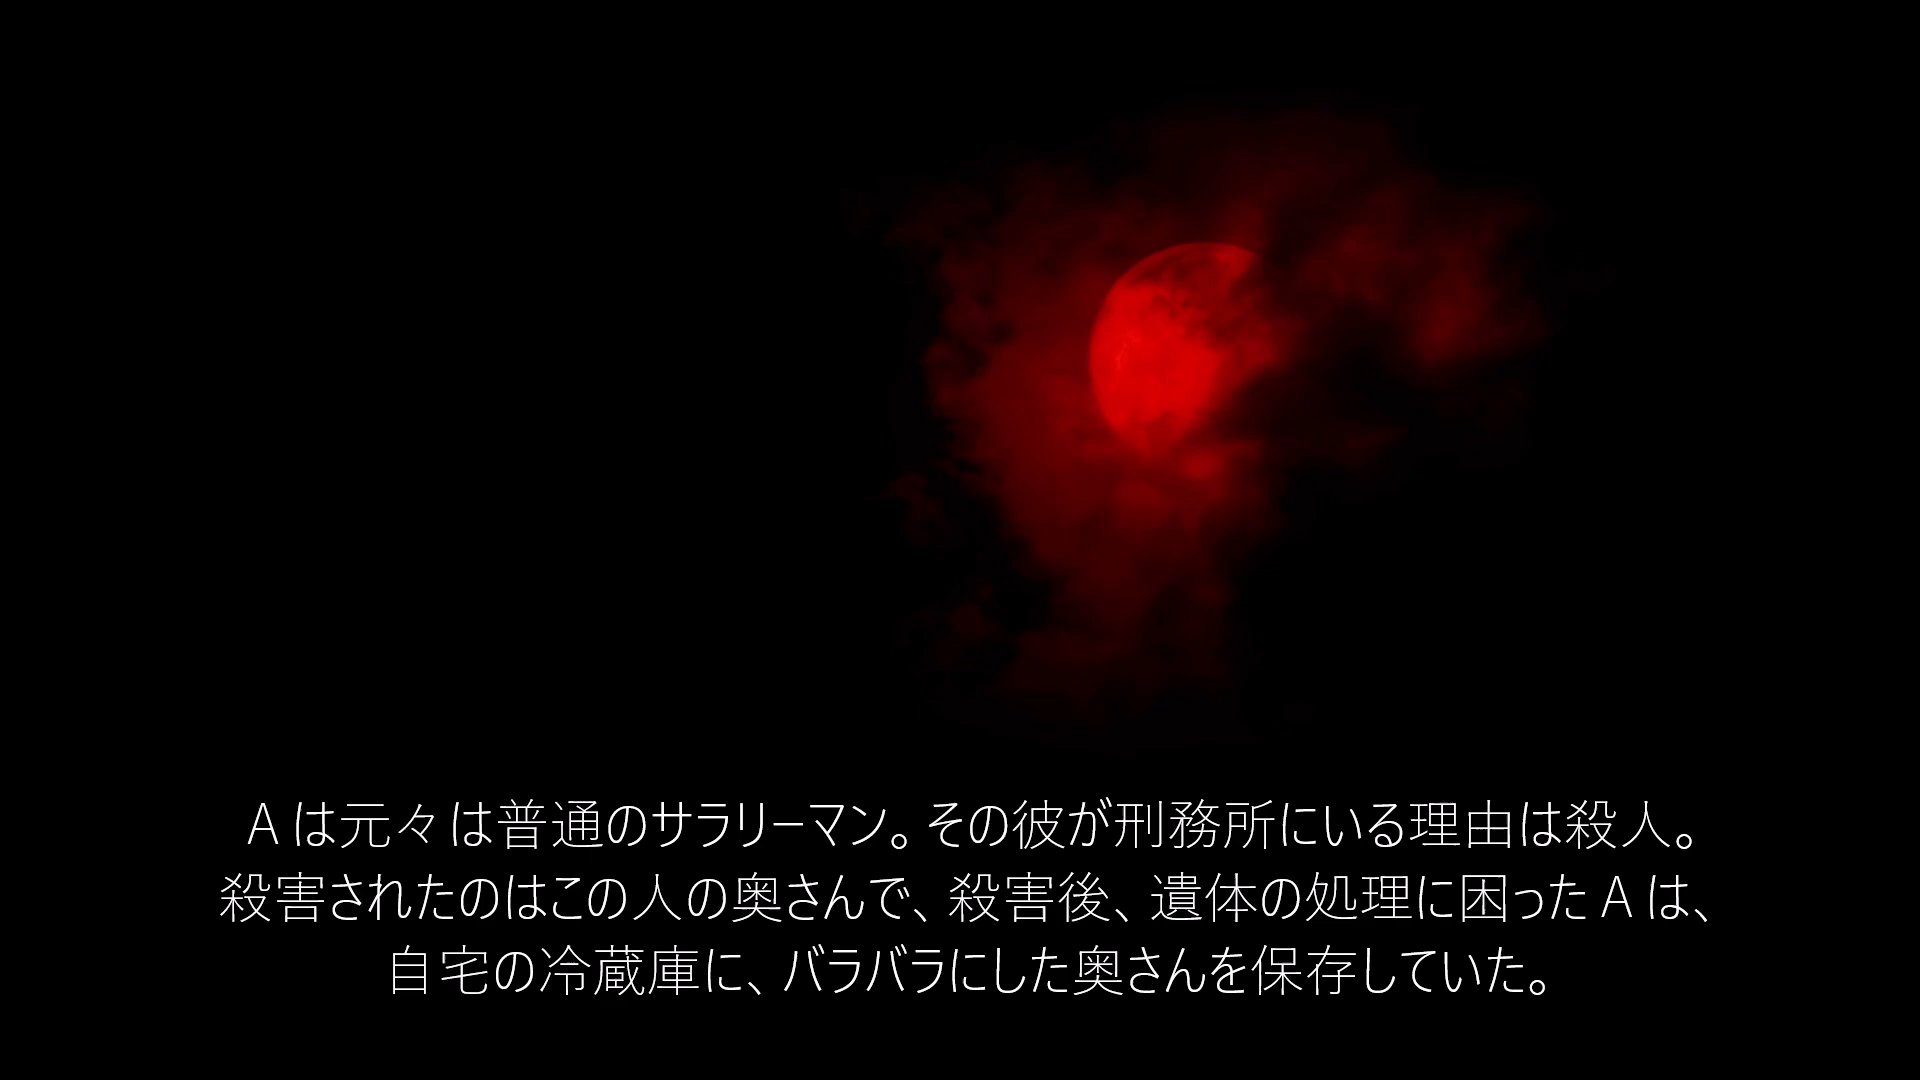 Aは元々は普通のサラリーマン。その彼が刑務所にいる理由は殺人。
殺害されたのはこの人の奥さんで、殺害後、遺体の処理に困ったAは、
自宅の冷蔵庫に、バラバラにした奥さんを保存していた。